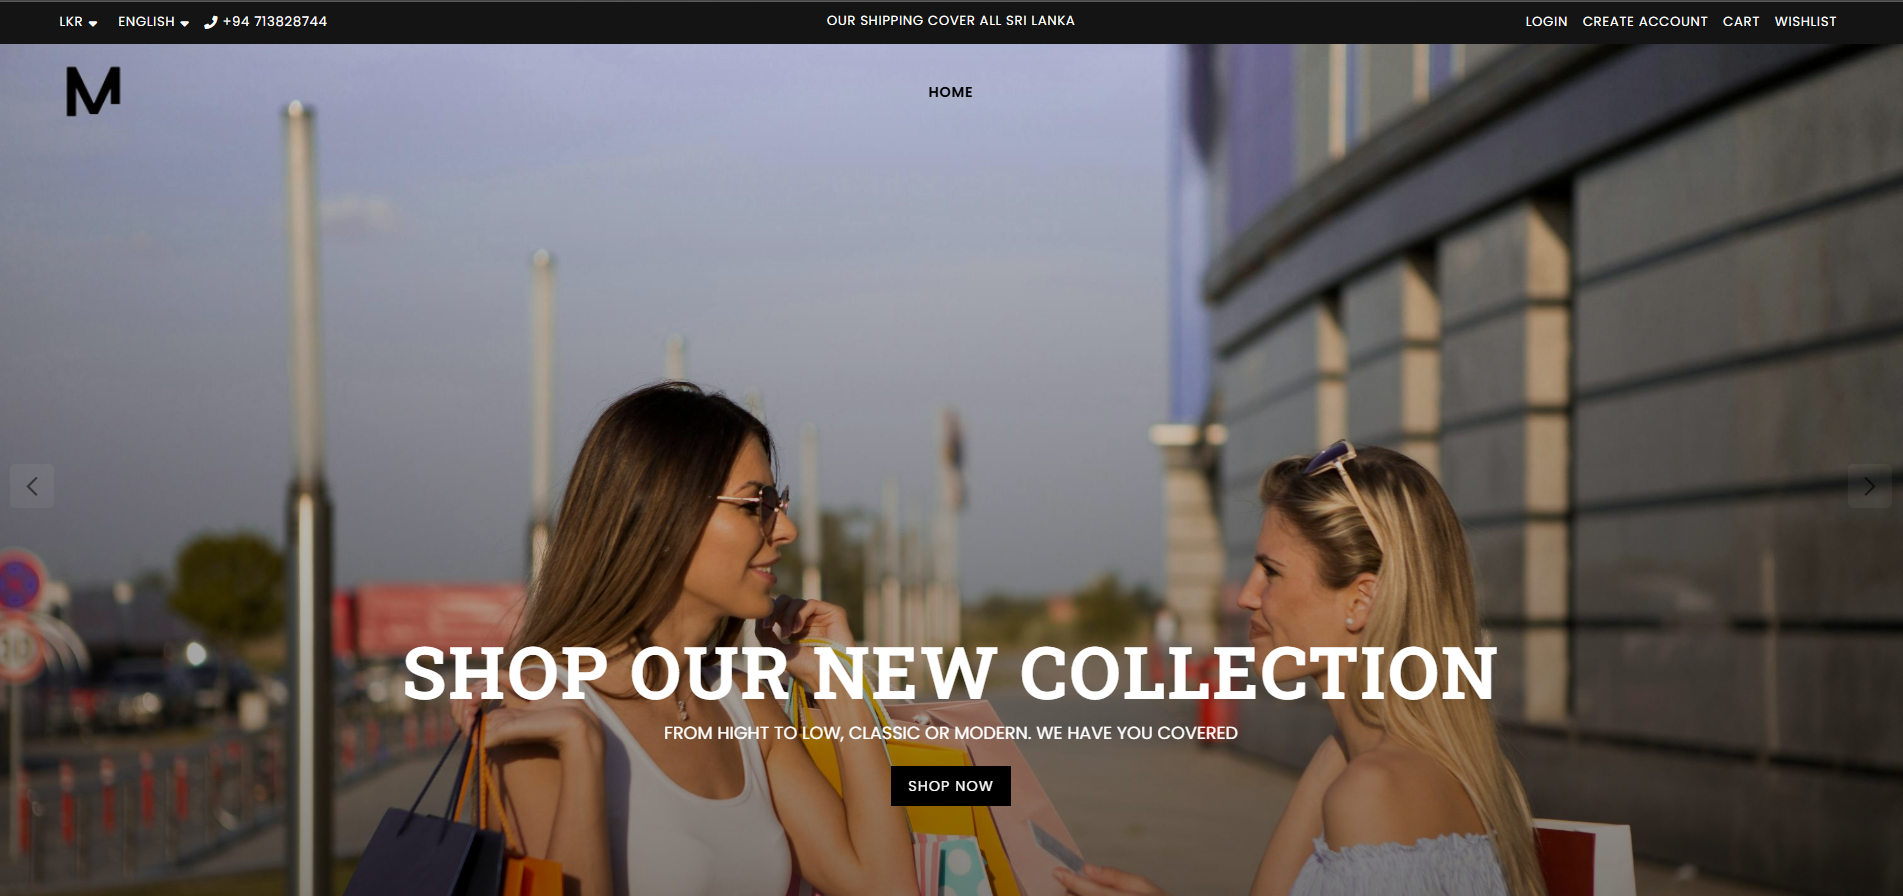 LKR ENGLISH +94 713828744 OUR SHIPPING COVER ALL SRI LANKA LOGIN CREATE ACCOUNT CART WISHLIST
M HOME
SHOP OUR NEW COLLECTION
FROM HIGHT TO LOW, CLASSIC OR MODERN. WE HAVE YOU COVERED
SHOP NOW